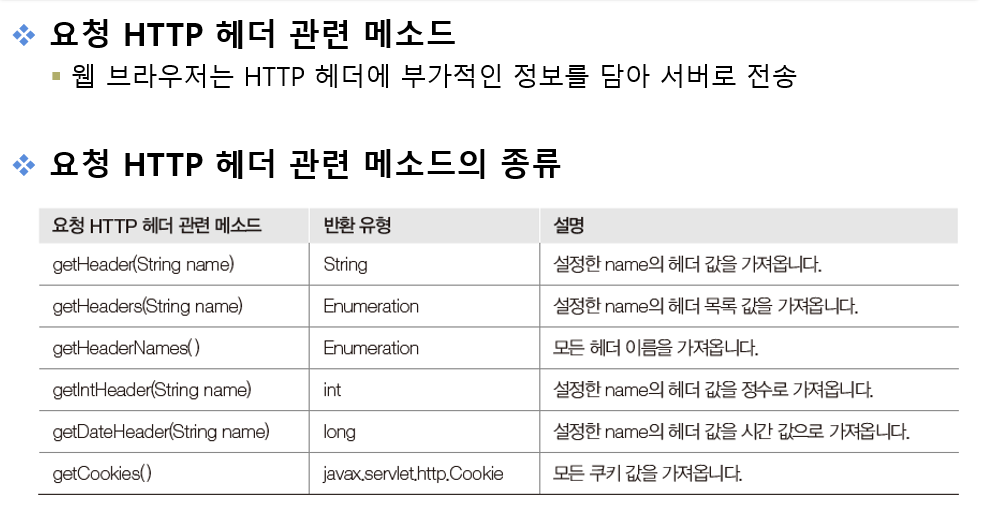 요청 HTTP 헤더 관련 메소드
웹 브라우저는 HTTP 헤더에 부가적인 정보를 담아 서버로 전송
요청 HTTP 헤더 관련 메소드의 종류
요청 HTTP 헤더 관련 메소드 반환 유형 설명
getHeader(String name) String 설정한 name의 헤더 값을 가져옵니다.
getHeaders(String name) Enumeration 설정한 name의 헤더 목록 값을 가져옵니다.
getHeaderNames( ) Enumeration 모든 헤더 이름을 가져옵니다.
getIntHeader(String name) int 설정한 name의 헤더 값을 정수로 가져옵니다.
getDateHeader(String name) long 설정한 name의 헤더 값을 시간 값으로 가져옵니다.
getCookies( ) javax.servlet.http.Cookie 모든 쿠키 값을 가져옵니다.